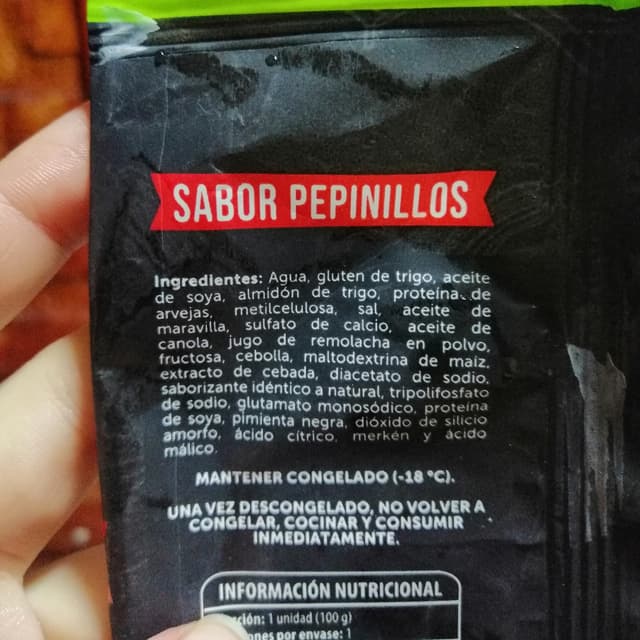 SABOR PEPINILLOS
Ingredientes: Agua, gluten de trigo, aceite
de soya, almidón de trigo, proteína de
arvejas, metilcelulosa, sal, aceite de
maravilla, sulfato de calcio, aceite de
canola, jugo de remolacha en polvo,
fructosa, cebolla, maltodextrina de maíz,
extracto de cebada, diacetato de sodio,
saborizante idéntico a natural, tripolifosfato
de sodio, glutamato monosódico, proteína
de soya, pimienta negra, dióxido de silicio
amorfo, ácido cítrico, merkén y ácido
málico.
MANTENER CONGELADO (-18 °C).
UNA VEZ DESCONGELADO, NO VOLVER A
CONGELAR, COCINAR Y CONSUMIR
INMEDIATAMENTE.
INFORMACIÓN NUTRICIONAL
1 unidad (100 g)
por envase: 1